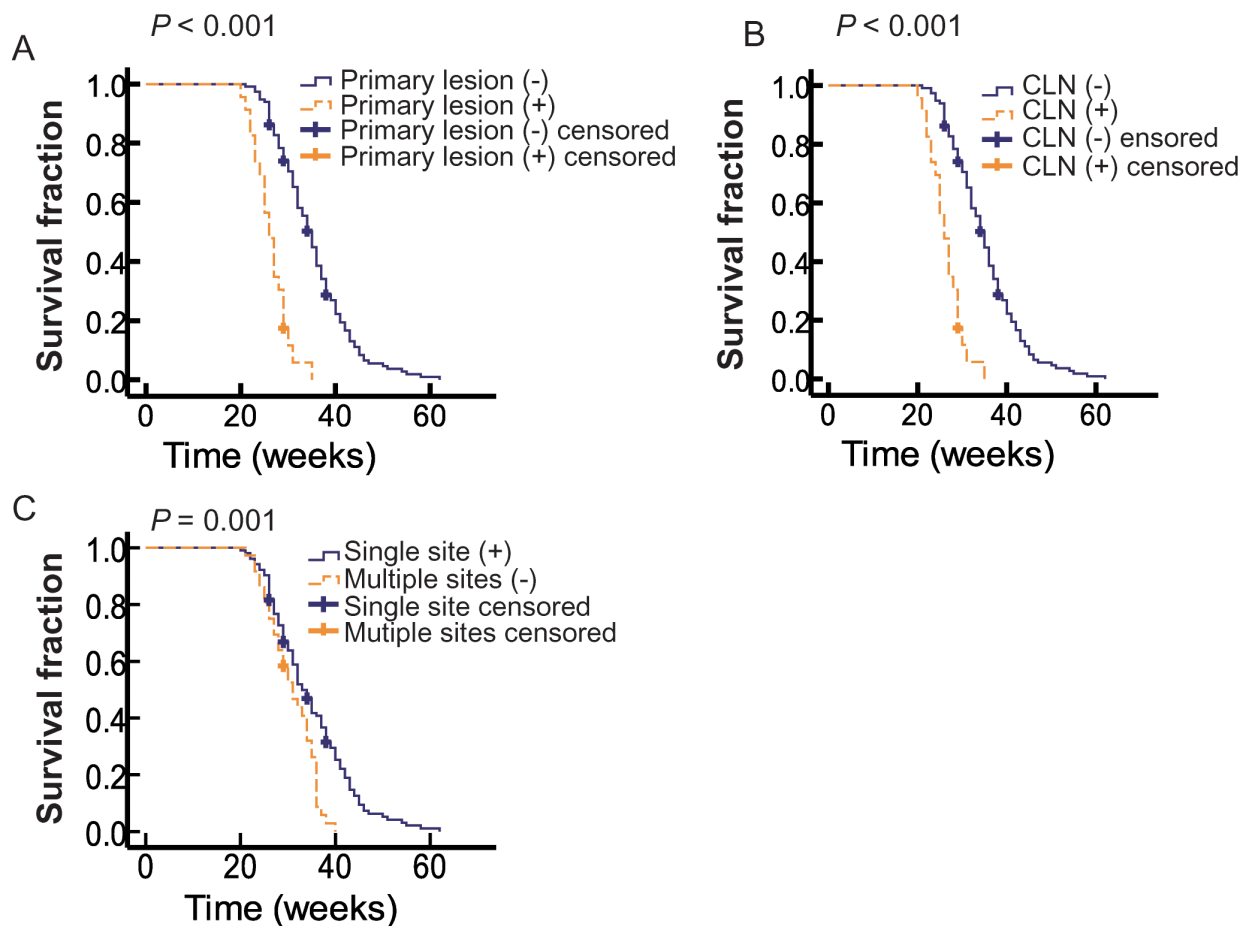 A
P < 0.001
Primary lesion (-)
Primary lesion (+)
Primary lesion (-) censored
Primary lesion (+) censored
Survival fraction
1.0
0.8
0.6
0.4
0.2
0.0
0 20 40 60
Time (weeks)
B
P < 0.001
CLN (-)
CLN (+)
CLN (-) ensored
CLN (+) censored
Survival fraction
1.0
0.8
0.6
0.4
0.2
0.0
0 20 40 60
Time (weeks)
C
P = 0.001
Single site (+)
Multiple sites (-)
Single site censored
Mutiple sites censored
Survival fraction
1.0
0.8
0.6
0.4
0.2
0.0
0 20 40 60
Time (weeks)